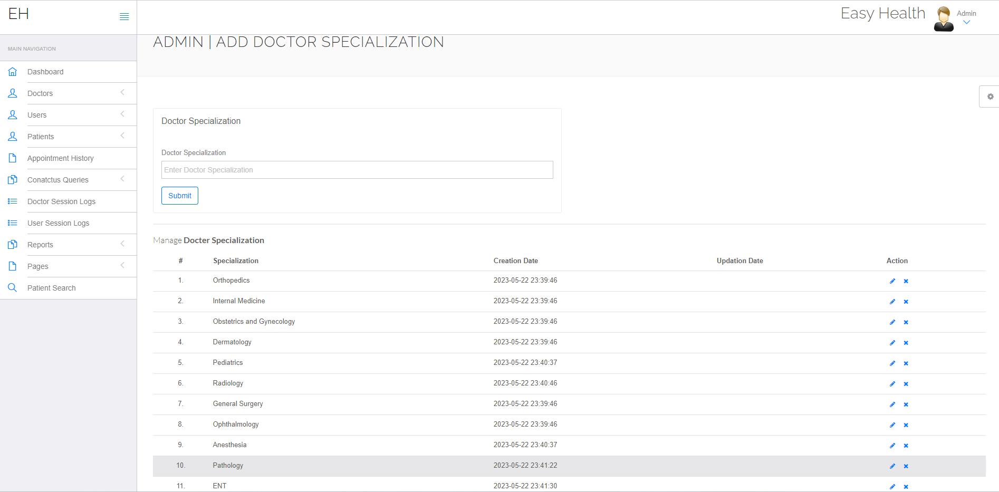 EH
Easy Health
Admin
MAIN NAVIGATION
Dashboard
Doctors
Users
Patients
Appointment History
Conatctus Queries
Doctor Session Logs
User Session Logs
Reports
Pages
Patient Search
ADMIN | ADD DOCTOR SPECIALIZATION
Doctor Specialization
Doctor Specialization
Enter Doctor Specialization
Submit
Manage Docter Specialization
# Specialization Creation Date Updation Date Action
1. Orthopedics 2023-05-22 23:39:46
2. Internal Medicine 2023-05-22 23:39:46
3. Obstetrics and Gynecology 2023-05-22 23:39:46
4. Dermatology 2023-05-22 23:39:46
5. Pediatrics 2023-05-22 23:40:37
6. Radiology 2023-05-22 23:40:46
7. General Surgery 2023-05-22 23:39:46
8. Ophthalmology 2023-05-22 23:39:46
9. Anesthesia 2023-05-22 23:40:37
10. Pathology 2023-05-22 23:41:22
11. ENT 2023-05-22 23:41:30